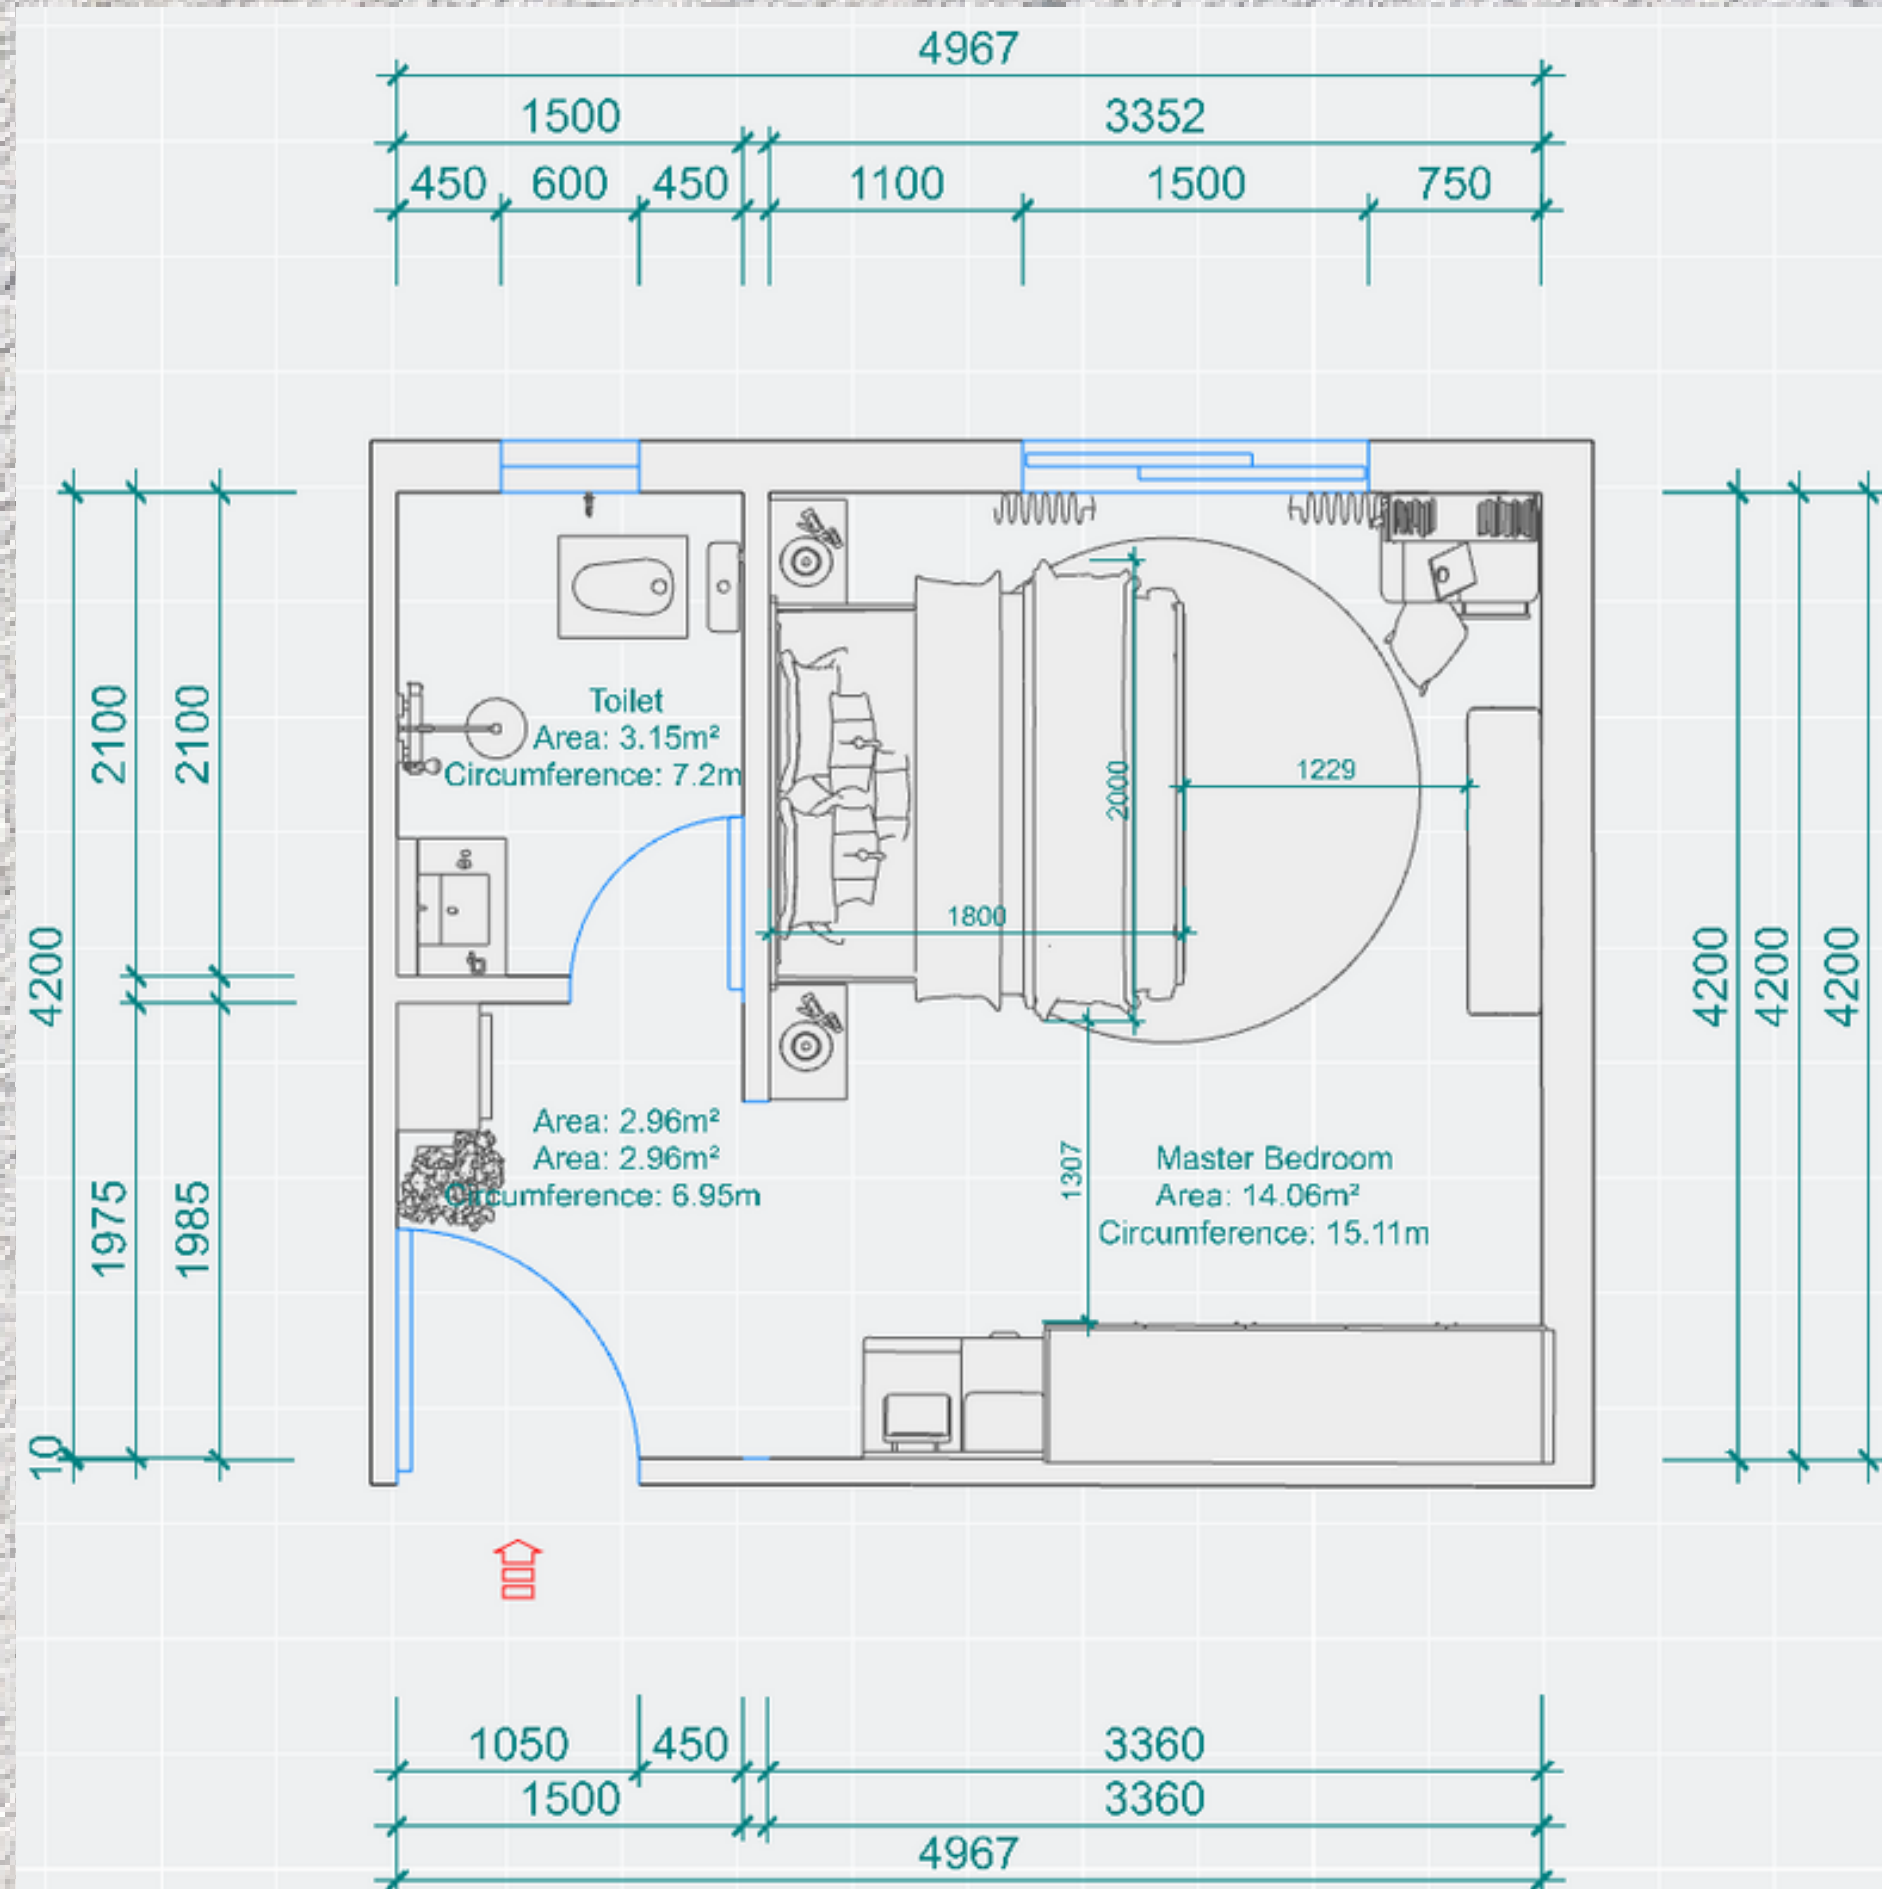 4967
1500 3352
450 600 450 1100 1500 750
Toilet
Area: 3.15m²
Circumference: 7.2m
2100 2100
4200
1975 1985
10
2000
1229
1800
1307
Area: 2.96m²
Area: 2.96m²
Circumference: 6.95m
Master Bedroom
Area: 14.06m²
Circumference: 15.11m
4200 4200 4200
1050 450 3360
1500 3360
4967